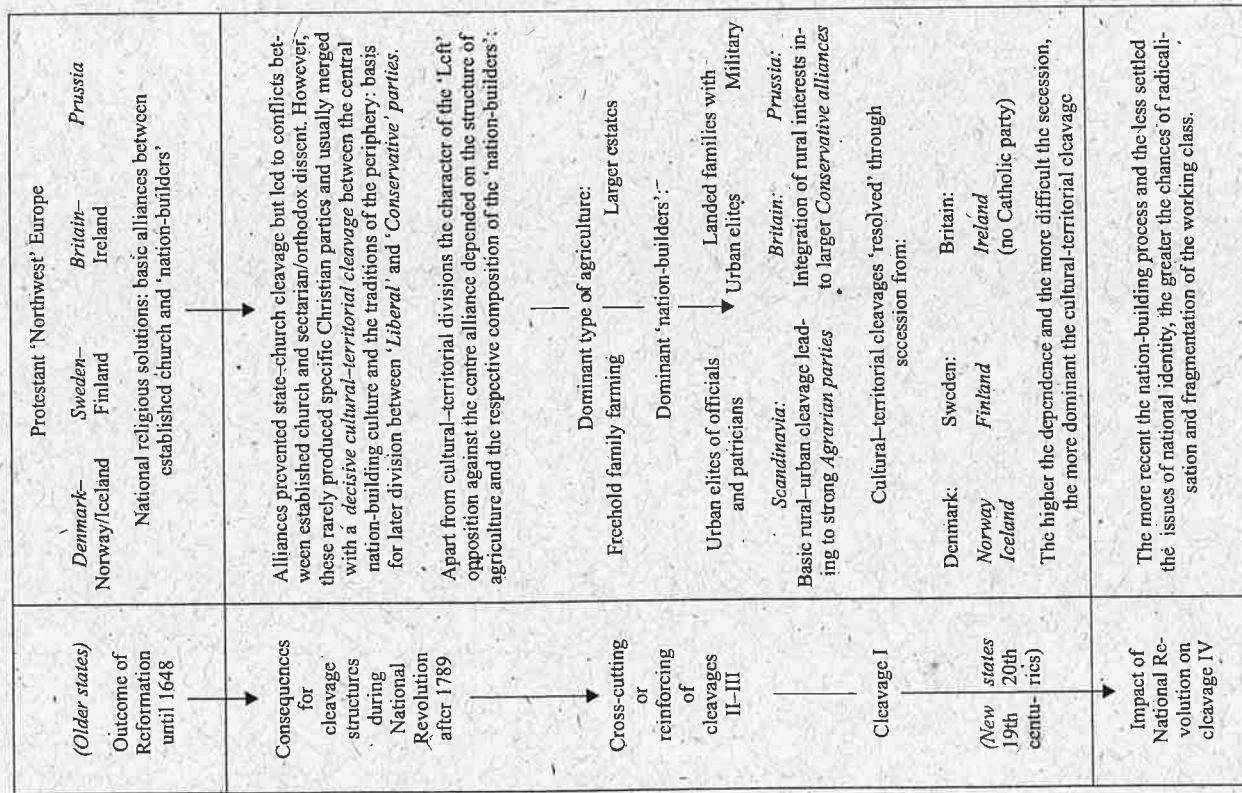 Protestant 'Northwest' Europe
(Older states) Denmark– Sweden– Britain– Prussia
Norway/Iceland Finland Ireland
Outcome of
Reformation
until 1648
National religious solutions: basic alliances between
established church and 'nation-builders'
Consequences
for
cleavage
structures
during
National
Revolution
after 1789
Alliances prevented state–church cleavage but led to conflicts bet-
ween established church and sectarian/orthodox dissent. However,
these rarely produced specific Christian parties and usually merged
with a decisive cultural–territorial cleavage between the central
nation-building culture and the traditions of the periphery: basis
for later division between 'Liberal' and 'Conservative' parties.
Apart from cultural–territorial divisions the character of the 'Left'
opposition against the centre alliance depended on the structure of
agriculture and the respective composition of the 'nation-builders':
Cross-cutting
or
reinforcing
of
cleavages
II–III
Dominant type of agriculture:
Freehold family farming Larger estates
Dominant 'nation-builders':
Urban elites of officials Landed families with
and patricians Urban elites Military
Scandinavia: Britain: Prussia:
Basic rural–urban cleavage lead- Integration of rural interests in-
ing to strong Agrarian parties to larger Conservative alliances
Cleavage I
Cultural–territorial cleavages 'resolved' through
secession from:
(New states
19th 20th
centu- ries)
Denmark: Sweden: Britain:
Norway Finland Ireland
Iceland (no Catholic party)
The higher the dependence and the more difficult the secession,
the more dominant the cultural-territorial cleavage
Impact of
National Re-
volution on
cleavage IV
The more recent the nation-building process and the less settled
the issues of national identity, the greater the chances of radicali-
sation and fragmentation of the working class.